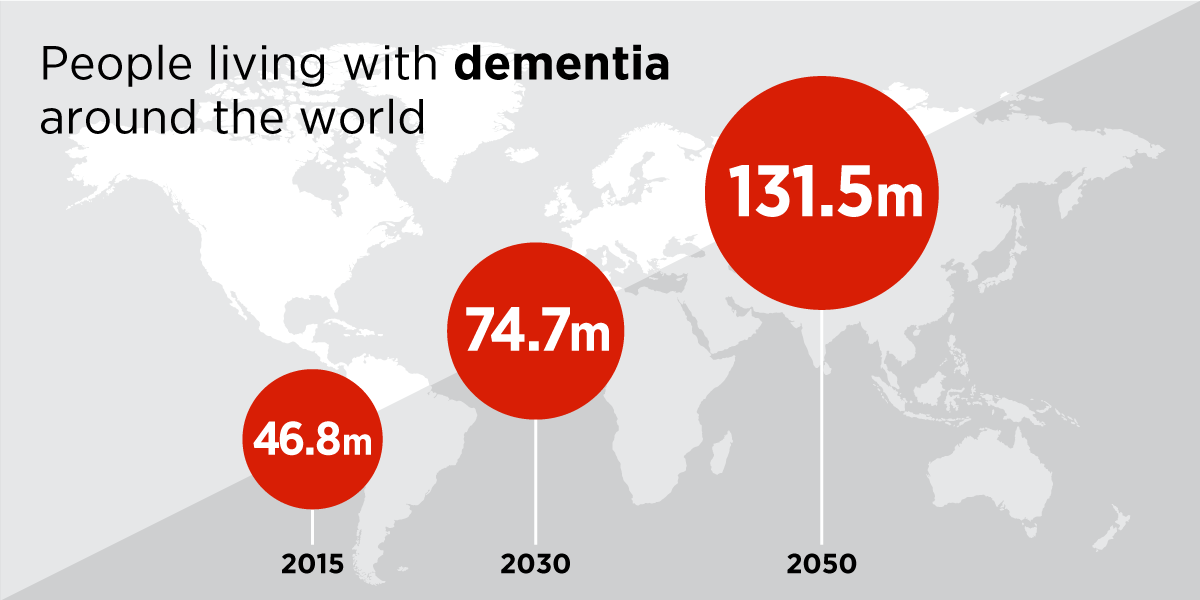 People living with dementia
around the world
131.5m
74.7m
46.8m
2015 2030 2050